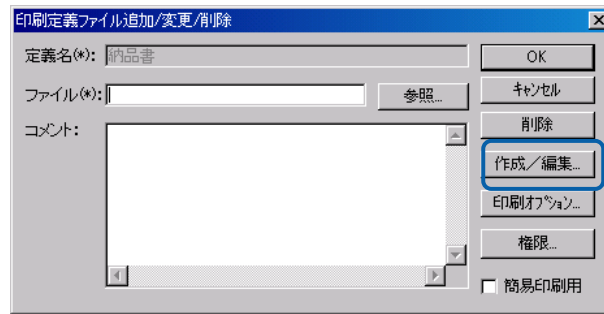 印刷定義ファイル追加/変更/削除
定義名(*): 納品書
OK
ファイル(*):
参照...
キャンセル
コメント:
削除
作成／編集...
印刷オプション...
権限...
簡易印刷用